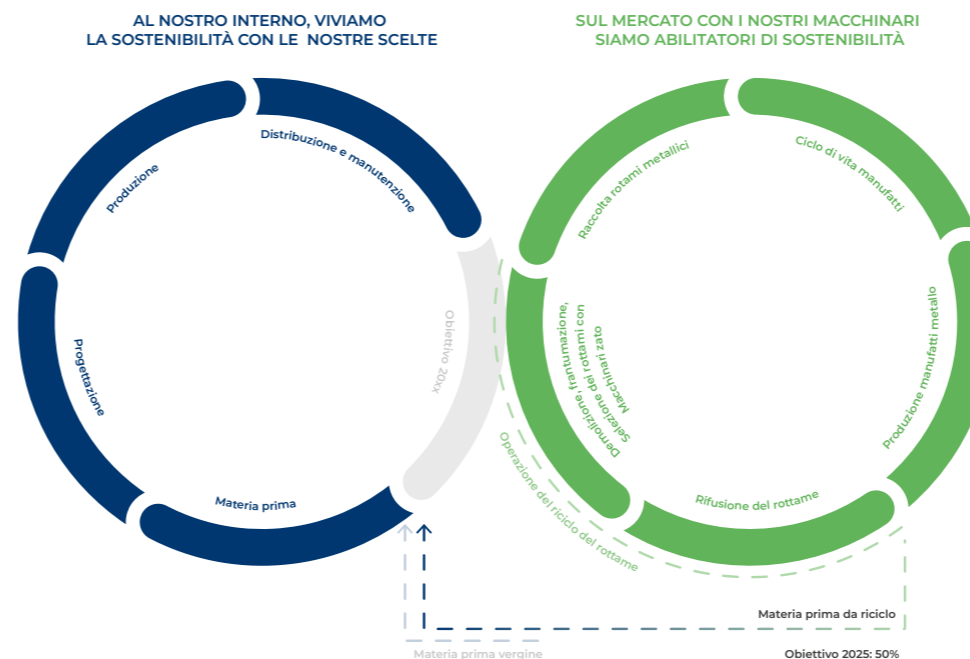 AL NOSTRO INTERNO, VIVIAMO
LA SOSTENIBILITÀ CON LE NOSTRE SCELTE
Distribuzione e manutenzione
Produzione
Progettazione
Materia prima
Obiettivo 20xx
SUL MERCATO CON I NOSTRI MACCHINARI
SIAMO ABILITATORI DI SOSTENIBILITÀ
Ciclo di vita manufatti
Raccolta rotami metallici
Produzione manufatti metallo
Demolizione, frantumazione,
Selezione dei rottami con
Macchinari zato
Rifusione del rottame
Operazione del riciclo del rottame
Materia prima da riciclo
Materia prima vergine
Obiettivo 2025: 50%